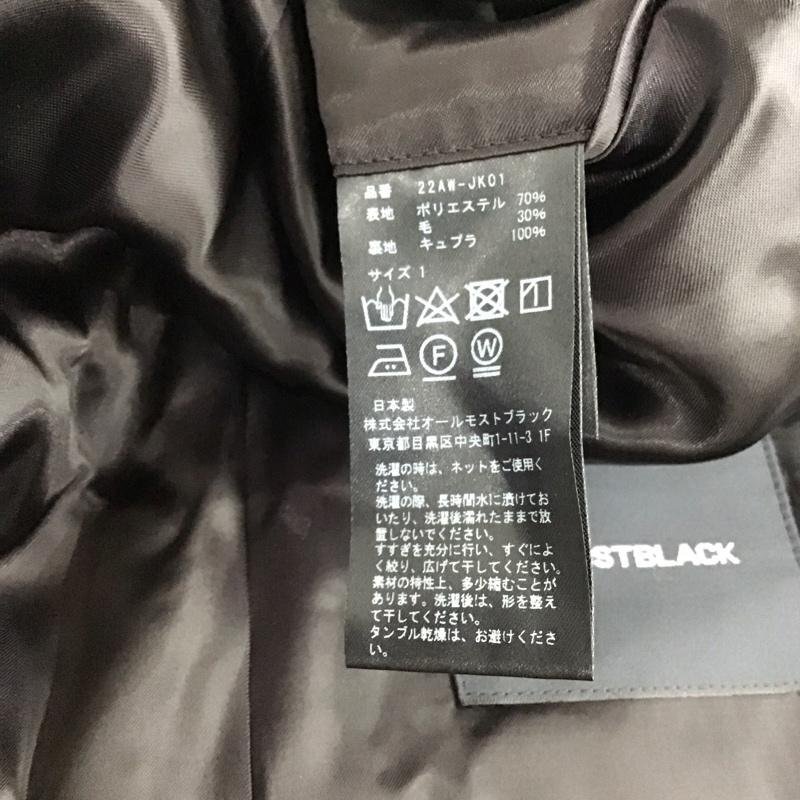 品番 22AW-JK01
表地 ポリエステル 70%
毛 30%
裏地 キュプラ 100%
サイズ 1
F W
日本製
株式会社オールモストブラック
東京都目黒区中央町1-11-3 1F
洗濯の時は、ネットをご使用く
ださい。
洗濯の際、長時間水に漬けてお
いたり、洗濯後濡れたままで放
置しないでください。
すすぎを充分に行い、すぐによ
く絞り、広げて干してください。
素材の特性上、多少縮むことが
あります。洗濯後は、形を整え
て干してください。
タンブル乾燥は、お避けくださ
い。
STBLACK